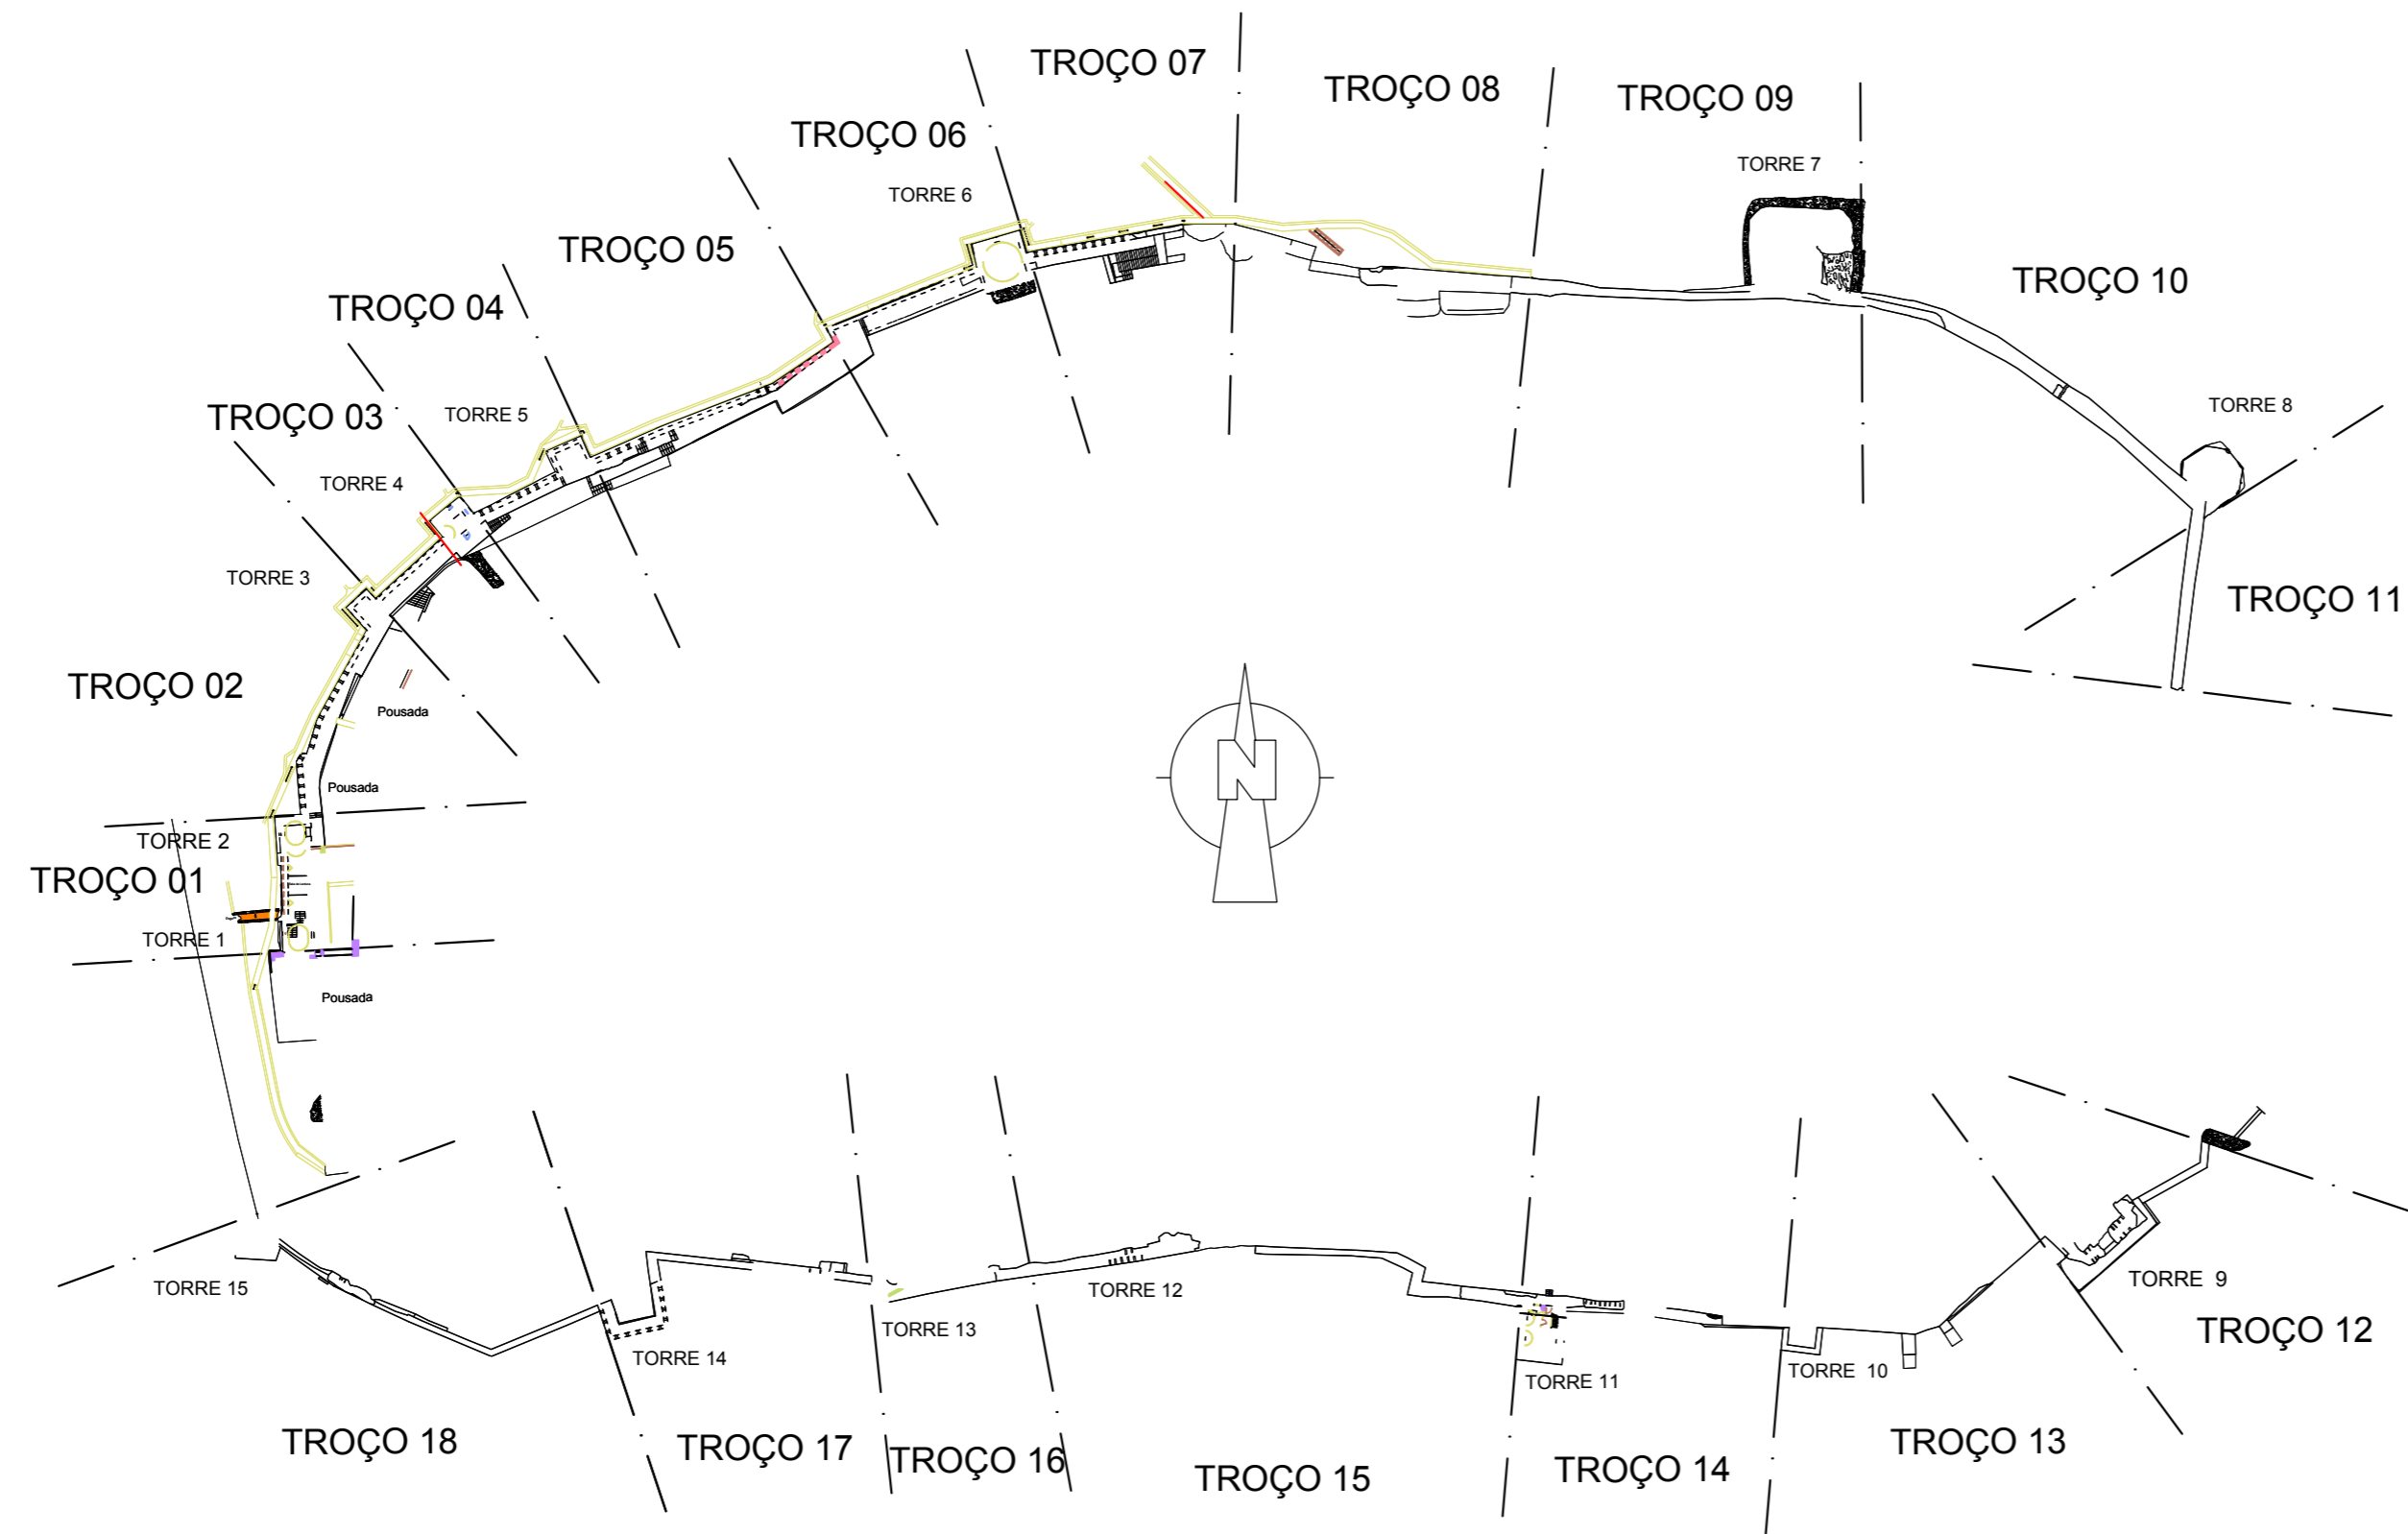 TROÇO 07
TROÇO 08
TROÇO 09
TROÇO 06
TORRE 7
TORRE 6
TROÇO 05
TROÇO 10
TROÇO 04
TORRE 8
TROÇO 03
TORRE 5
TORRE 4
TORRE 3
TROÇO 11
TROÇO 02
Pousada
N
Pousada
TORRE 2
TROÇO 01
TORRE 1
Pousada
TORRE 15
TORRE 12
TORRE 9
TORRE 13
TROÇO 12
TORRE 14
TORRE 10
TORRE 11
TROÇO 18
TROÇO 17
TROÇO 16
TROÇO 15
TROÇO 14
TROÇO 13